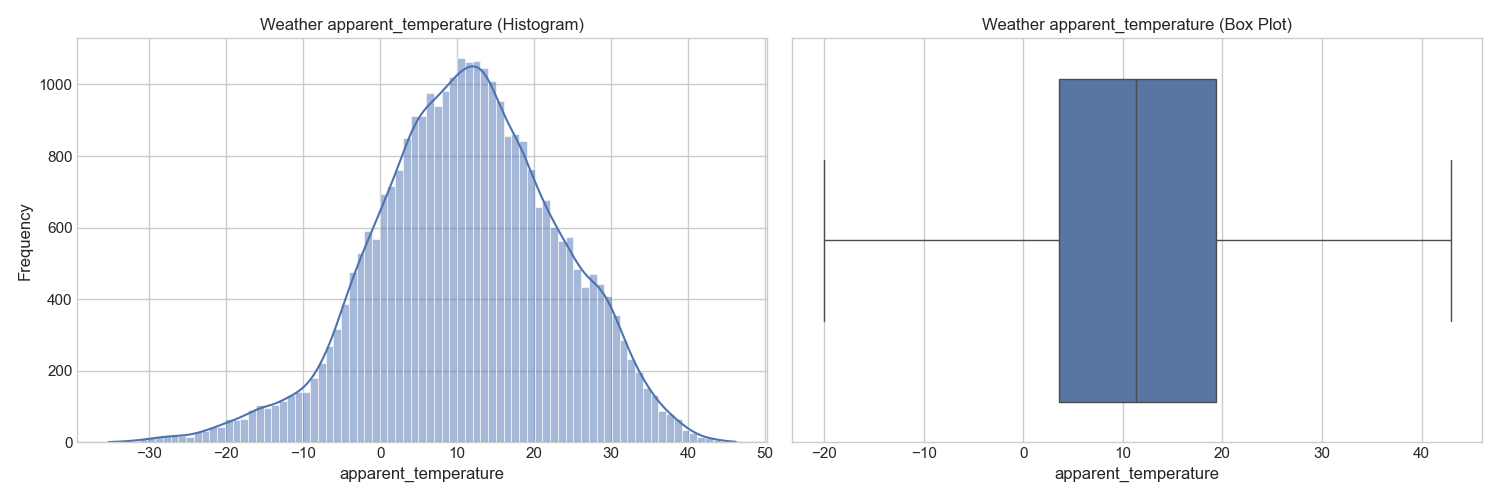 Weather apparent_temperature (Histogram)
Frequency
1000
800
600
400
200
0
−30 −20 −10 0 10 20 30 40 50
apparent_temperature
Weather apparent_temperature (Box Plot)
−20 −10 0 10 20 30 40
apparent_temperature